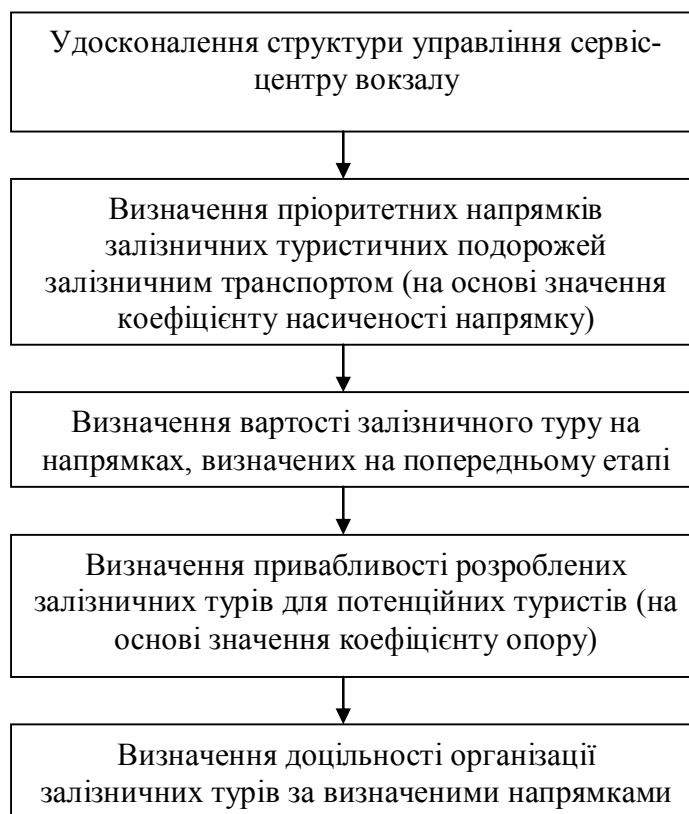 Удосконалення структури управління сервіс-
центру вокзалу
Визначення пріоритетних напрямків
залізничних туристичних подорожей
залізничним транспортом (на основі значення
коефіцієнту насиченості напрямку)
Визначення вартості залізничного туру на
напрямках, визначених на попередньому етапі
Визначення привабливості розроблених
залізничних турів для потенційних туристів (на
основі значення коефіцієнту опору)
Визначення доцільності організації
залізничних турів за визначеними напрямками